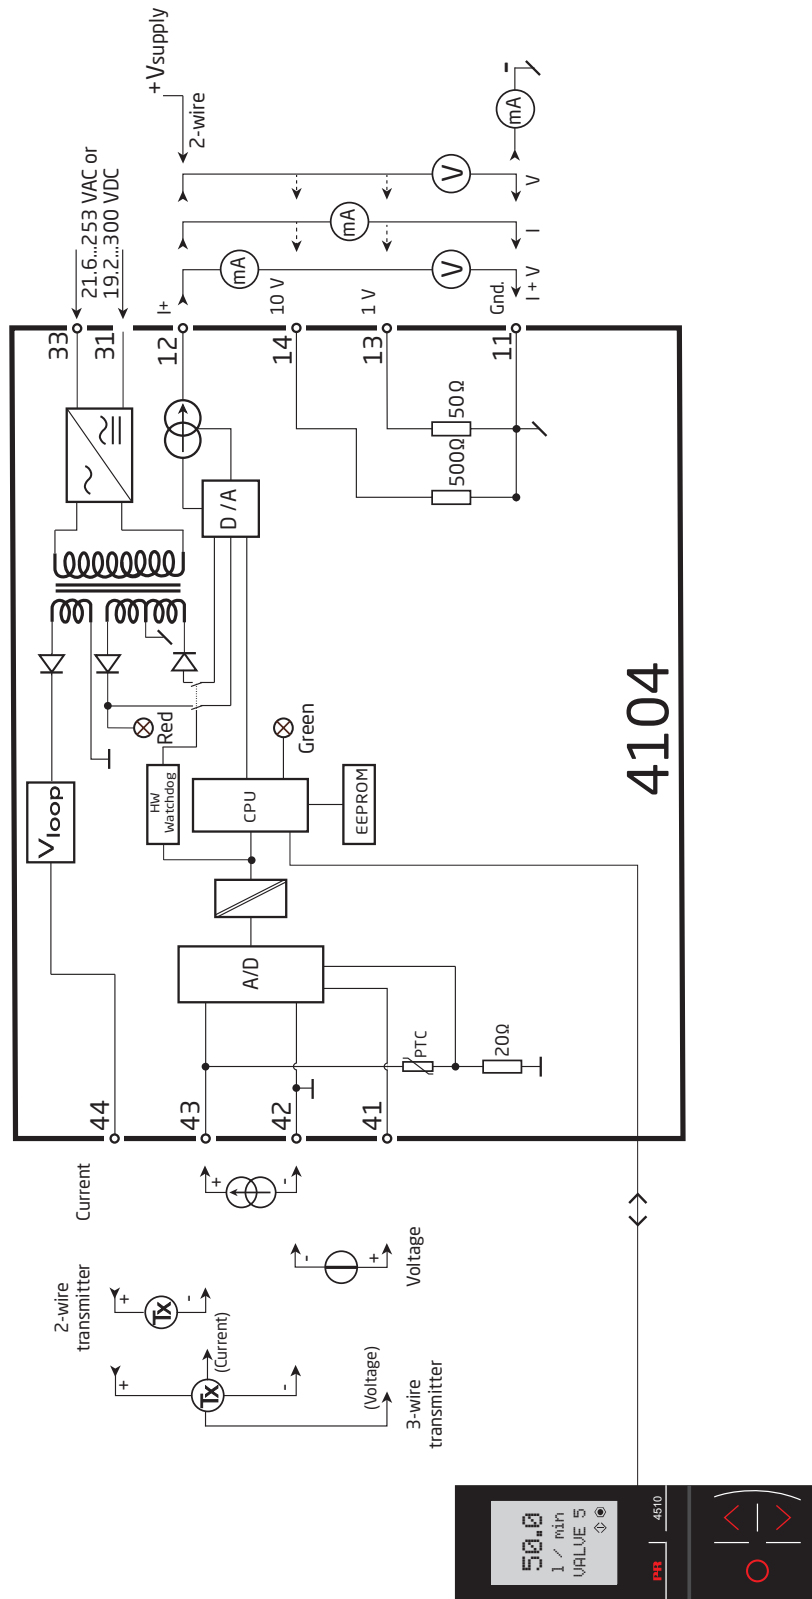 Current
2-wire
transmitter
+
-
Tx
+
-
+
Tx
(Current)
-
(Voltage)
3-wire
transmitter
-
+
Voltage
44
43
42
41
Vloop
A/D
PTC
20Ω
HW
Watchdog
CPU
EEPROM
Red
Green
D/A
500Ω
50Ω
4104
33
31
12
14
13
11
21.6...253 VAC or
19.2...300 VDC
I+
10 V
1 V
Gnd.
mA
V
I + V
mA
I
V
V
+Vsupply
2-wire
mA
-
50.0
l / min
VALVE 5
PR
4510